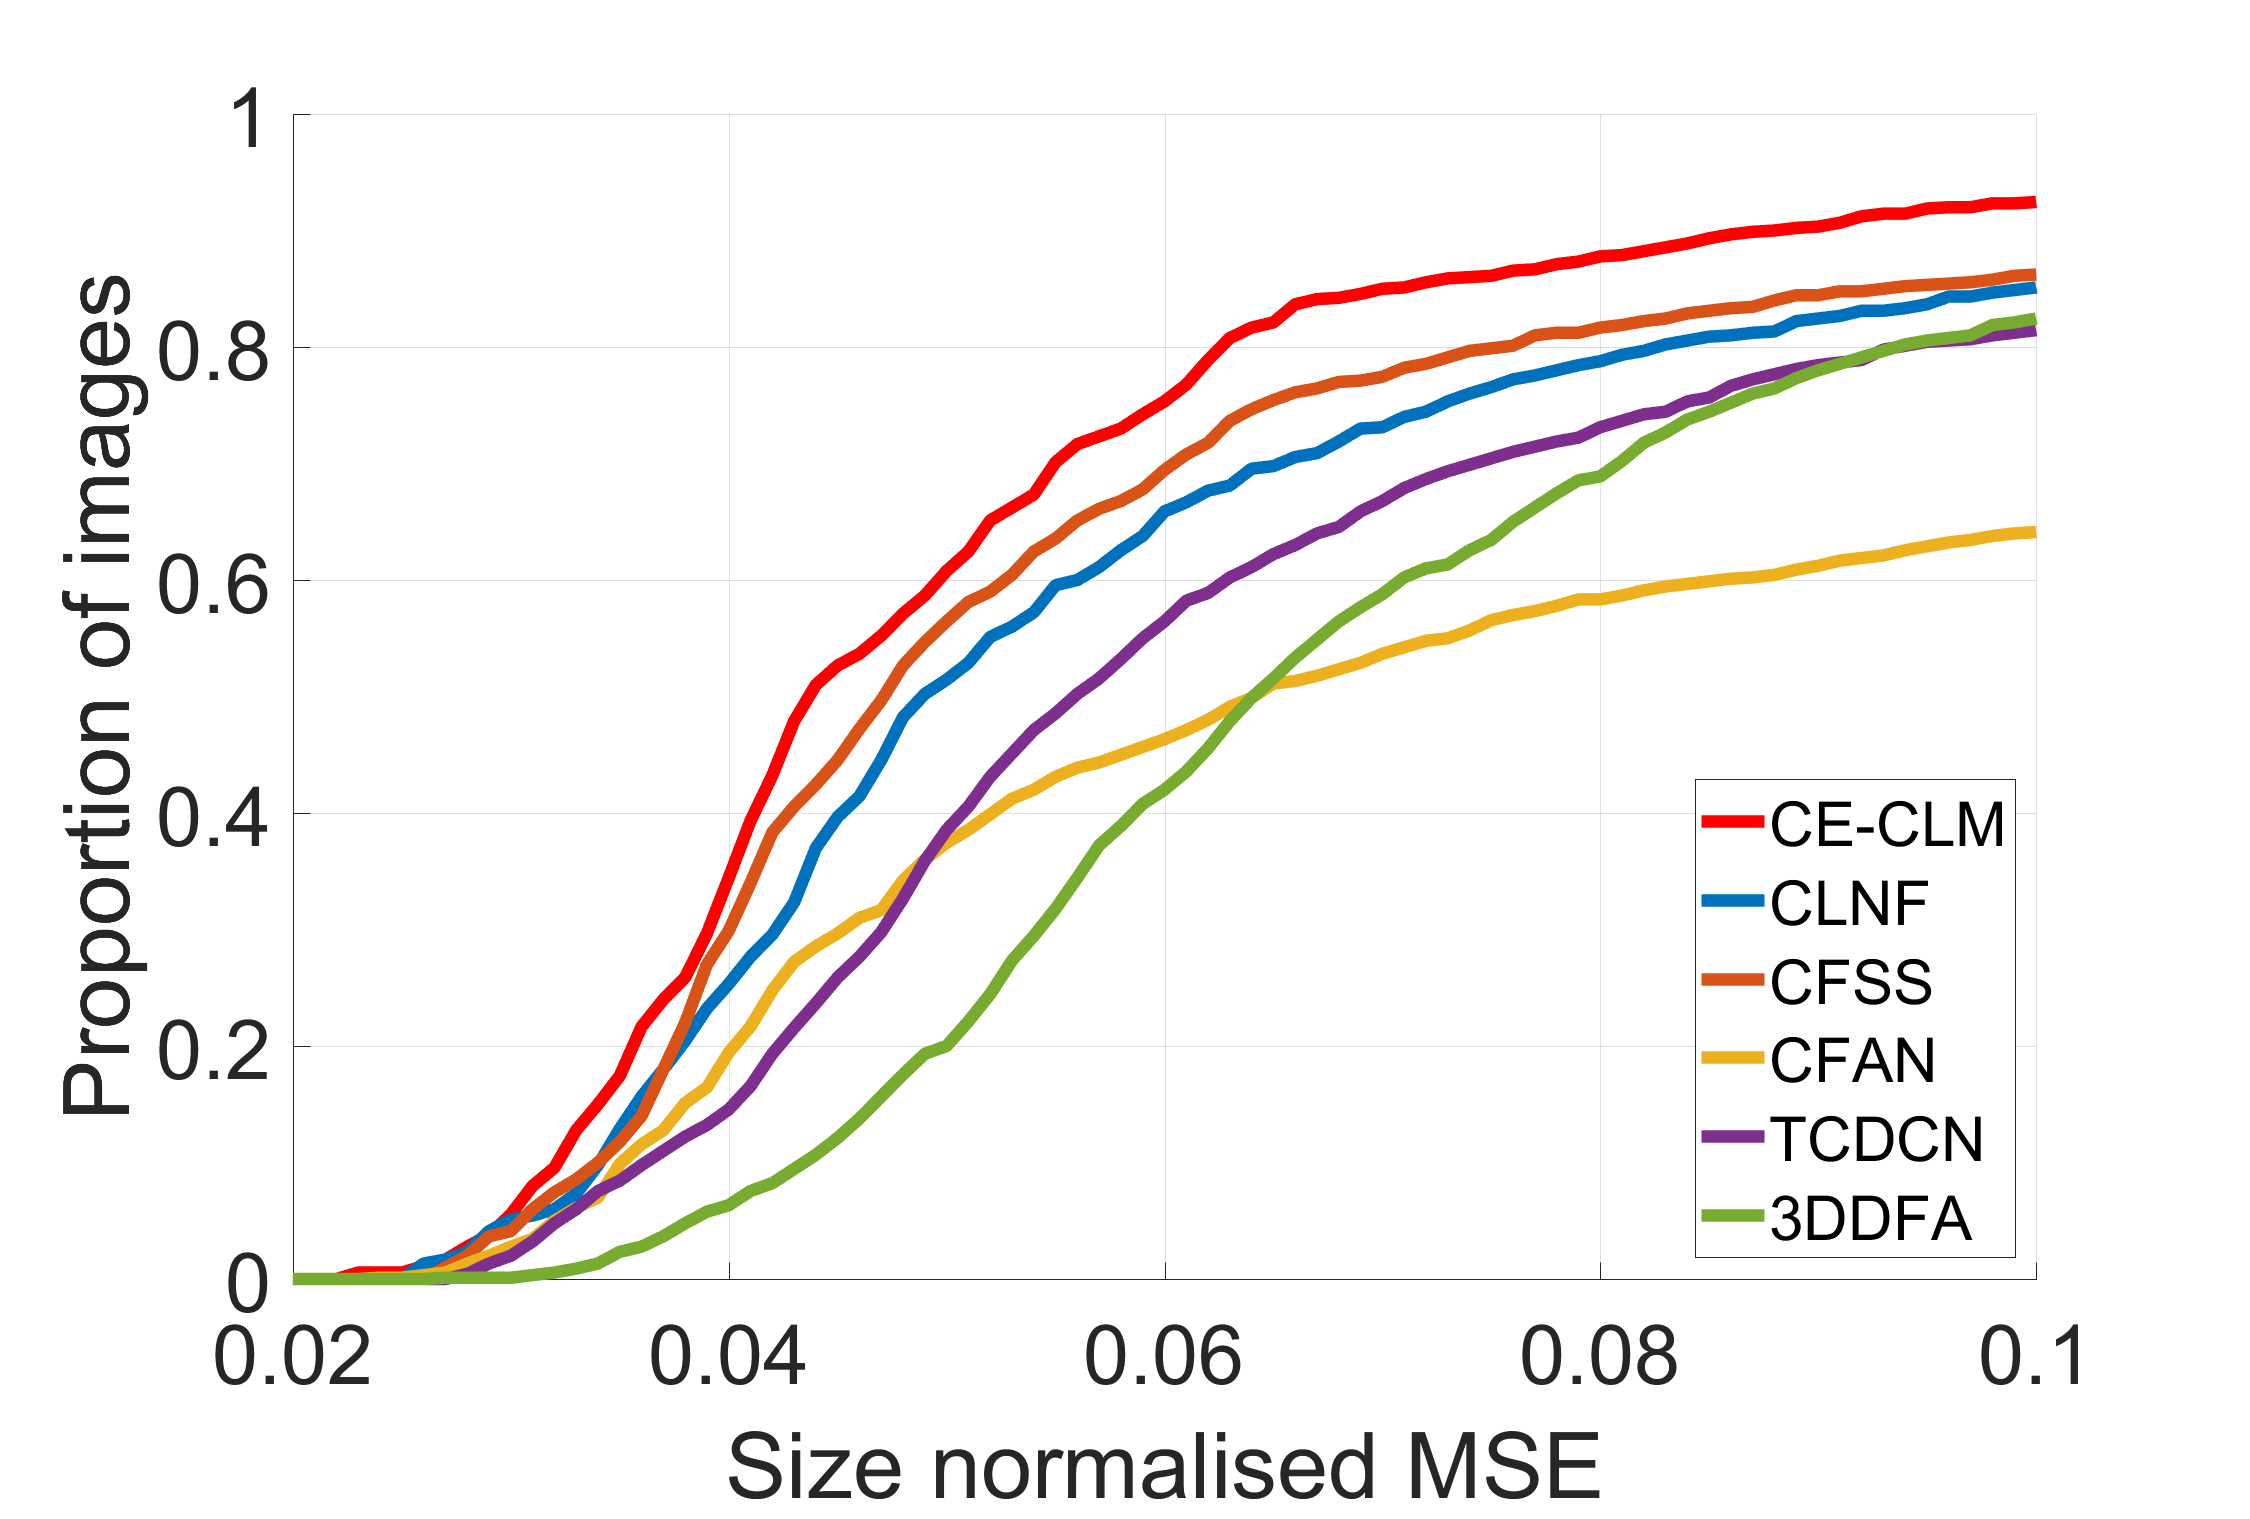 Proportion of images
1
0.8
0.6
0.4
0.2
0
0.02 0.04 0.06 0.08 0.1
Size normalised MSE
CE-CLM
CLNF
CFSS
CFAN
TCDCN
3DDFA